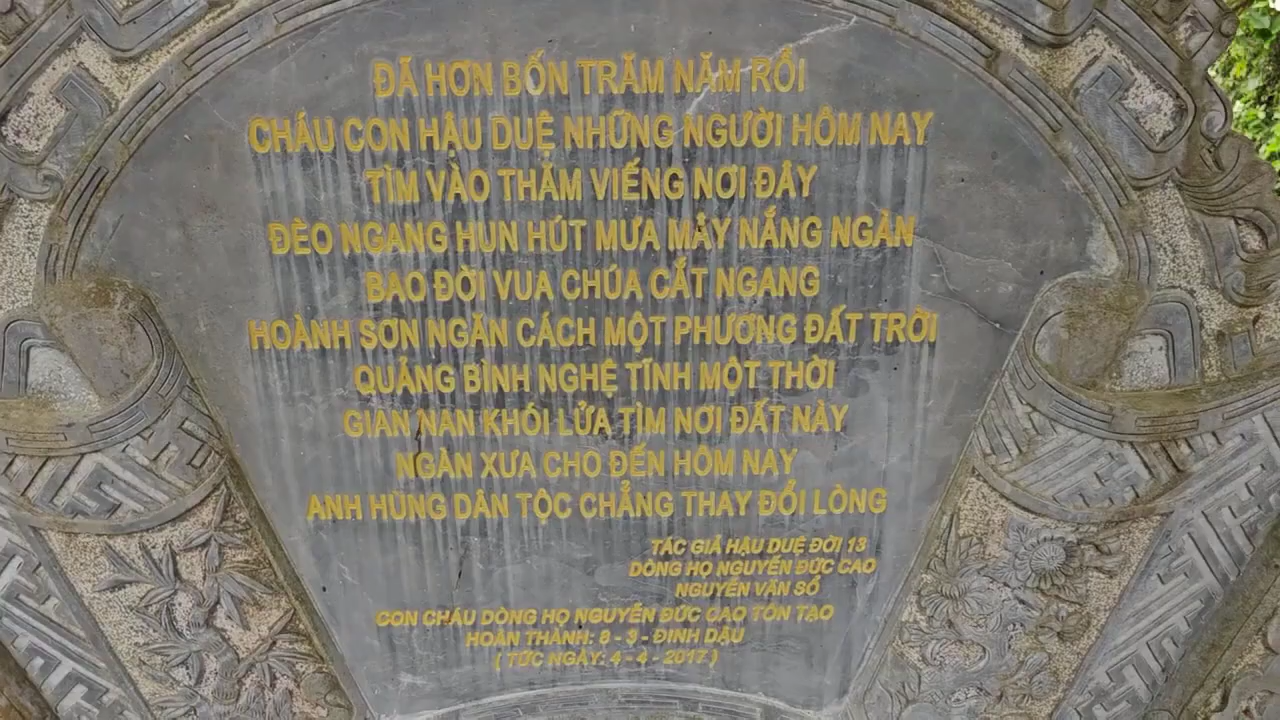 ĐÃ HƠN BỐN TRĂM NĂM RỒI
CHÁU CON HẬU DUỆ NHỮNG NGƯỜI HÔM NAY
TÌM VÀO THĂM VIẾNG NƠI ĐÂY
ĐÈO NGANG HUN HÚT MƯA MÂY NẮNG NGÀN
BAO ĐỜI VUA CHÚA CẮT NGANG
HOÀNH SƠN NGĂN CÁCH MỘT PHƯƠNG ĐẤT TRỜI
QUẢNG BÌNH NGHỆ TĨNH MỘT THỜI
GIAN NAN KHÓI LỬA TÌM NƠI ĐẤT NÀY
NGÀN XƯA CHO ĐẾN HÔM NAY
ANH HÙNG DÂN TỘC CHẲNG THAY ĐỔI LÒNG
TÁC GIẢ HẬU DUỆ ĐỜI 13
DÒNG HỌ NGUYỄN ĐỨC CAO
NGUYỄN VĂN SỔ
CON CHÁU DÒNG HỌ NGUYỄN ĐỨC CAO TÔN TẠO
HOÀN THÀNH: 8 - 3 - ĐINH DẬU
( TỨC NGÀY: 4 - 4 - 2017 )